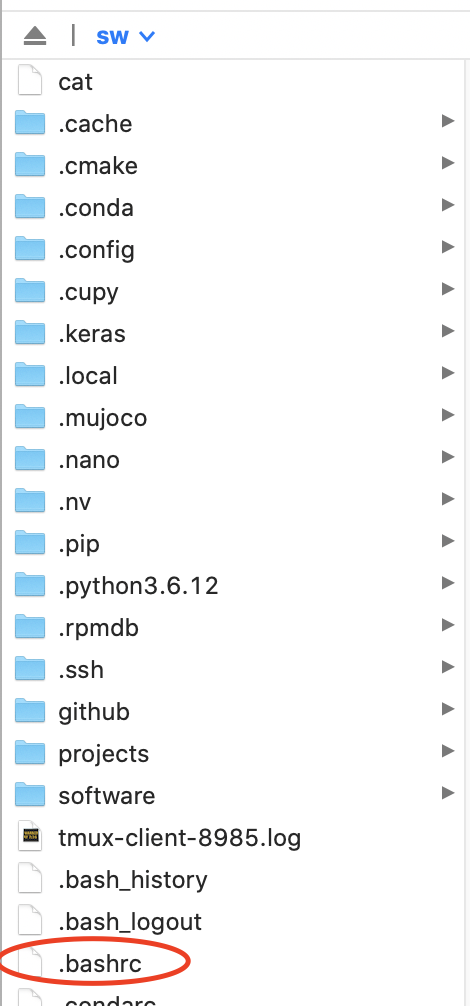 sw
cat
.cache
.cmake
.conda
.config
.cupy
.keras
.local
.mujoco
.nano
.nv
.pip
.python3.6.12
.rpmdb
.ssh
github
projects
software
tmux-client-8985.log
.bash_history
.bash_logout
.bashrc
.condarc